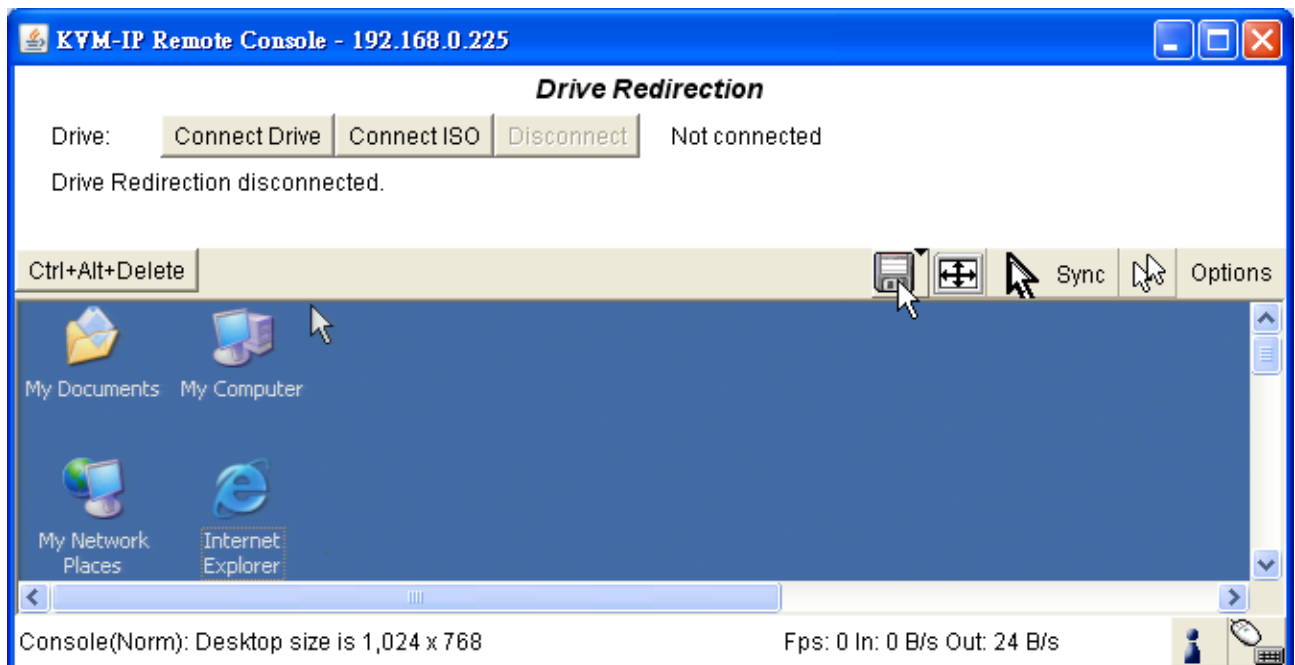 KVM-IP Remote Console - 192.168.0.225
Drive Redirection
Drive: Connect Drive Connect ISO Disconnect Not connected
Drive Redirection disconnected.
Ctrl+Alt+Delete Sync Options
My Documents My Computer
My Network Places Internet Explorer
Console(Norm): Desktop size is 1,024 x 768 Fps: 0 In: 0 B/s Out: 24 B/s